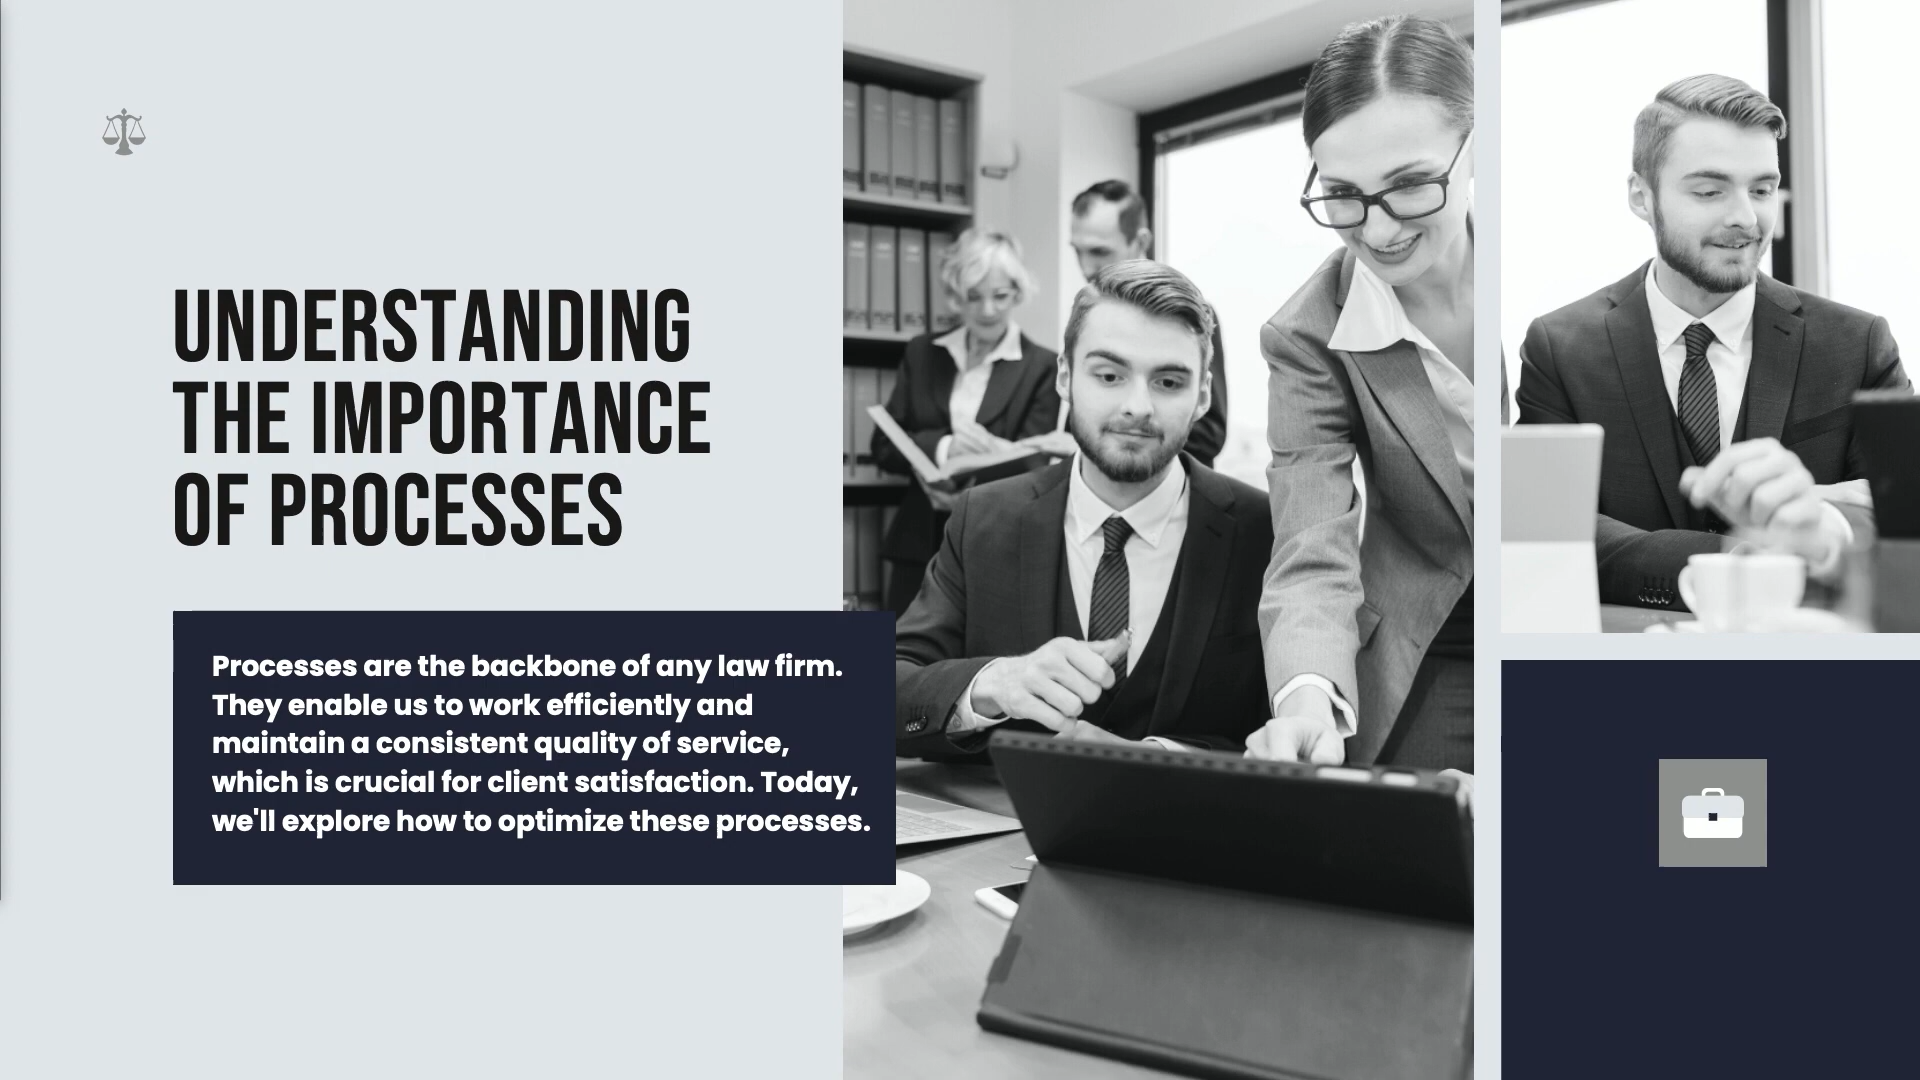 UNDERSTANDING
THE IMPORTANCE
OF PROCESSES
Processes are the backbone of any law firm.
They enable us to work efficiently and
maintain a consistent quality of service,
which is crucial for client satisfaction. Today,
we'll explore how to optimize these processes.